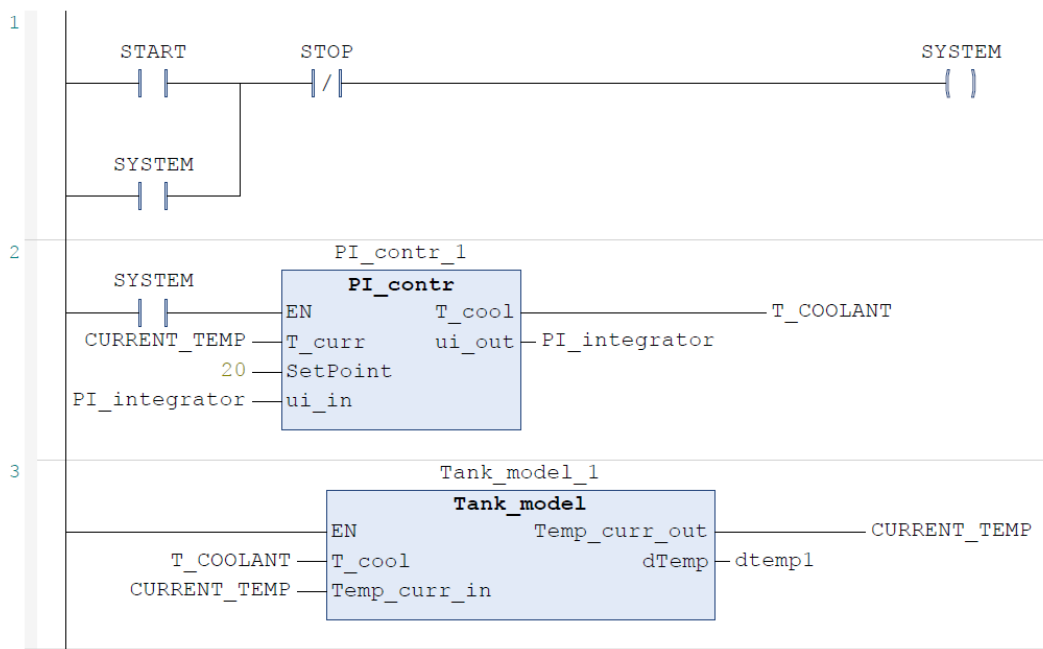 1
START STOP SYSTEM
/
SYSTEM
2
PI_contr_1
SYSTEM PI_contr
EN T_cool T_COOLANT
CURRENT_TEMP T_curr ui_out PI_integrator
20 SetPoint
PI_integrator ui_in
3
Tank_model_1
Tank_model
EN Temp_curr_out CURRENT_TEMP
T_COOLANT T_cool dTemp dtemp1
CURRENT_TEMP Temp_curr_in